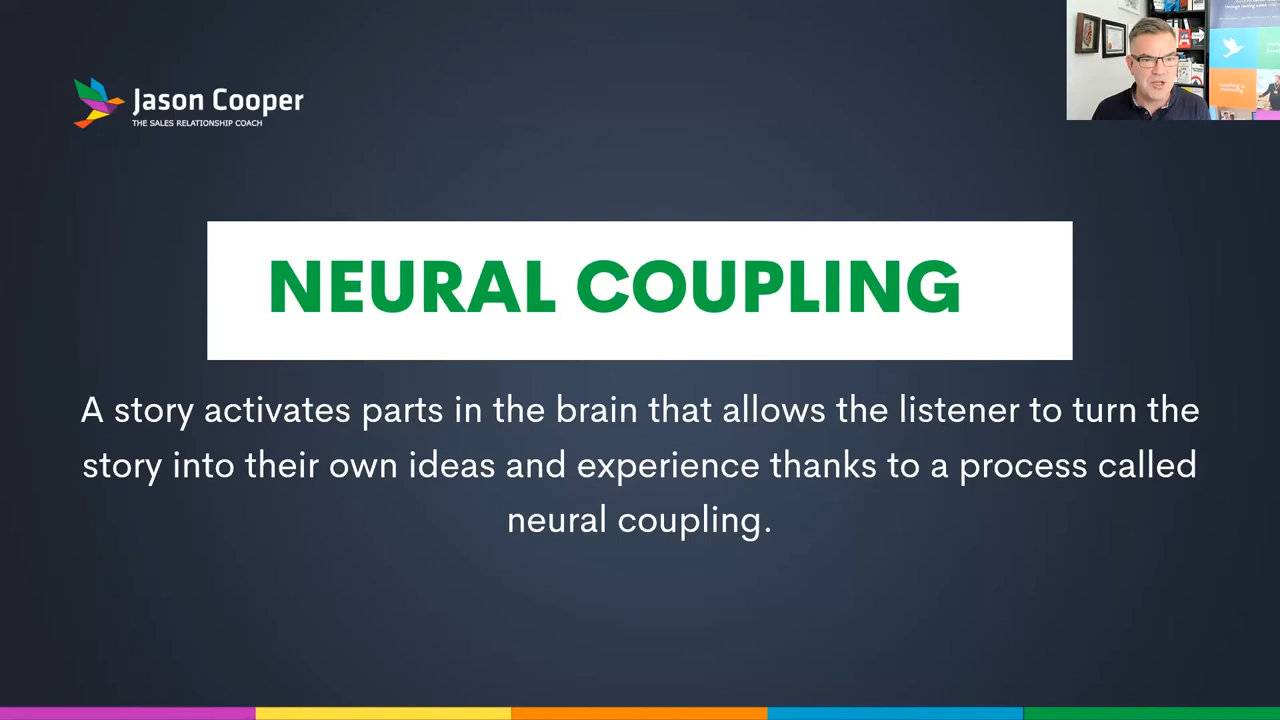 Jason Cooper
THE SALES RELATIONSHIP COACH
NEURAL COUPLING
A story activates parts in the brain that allows the listener to turn the
story into their own ideas and experience thanks to a process called
neural coupling.